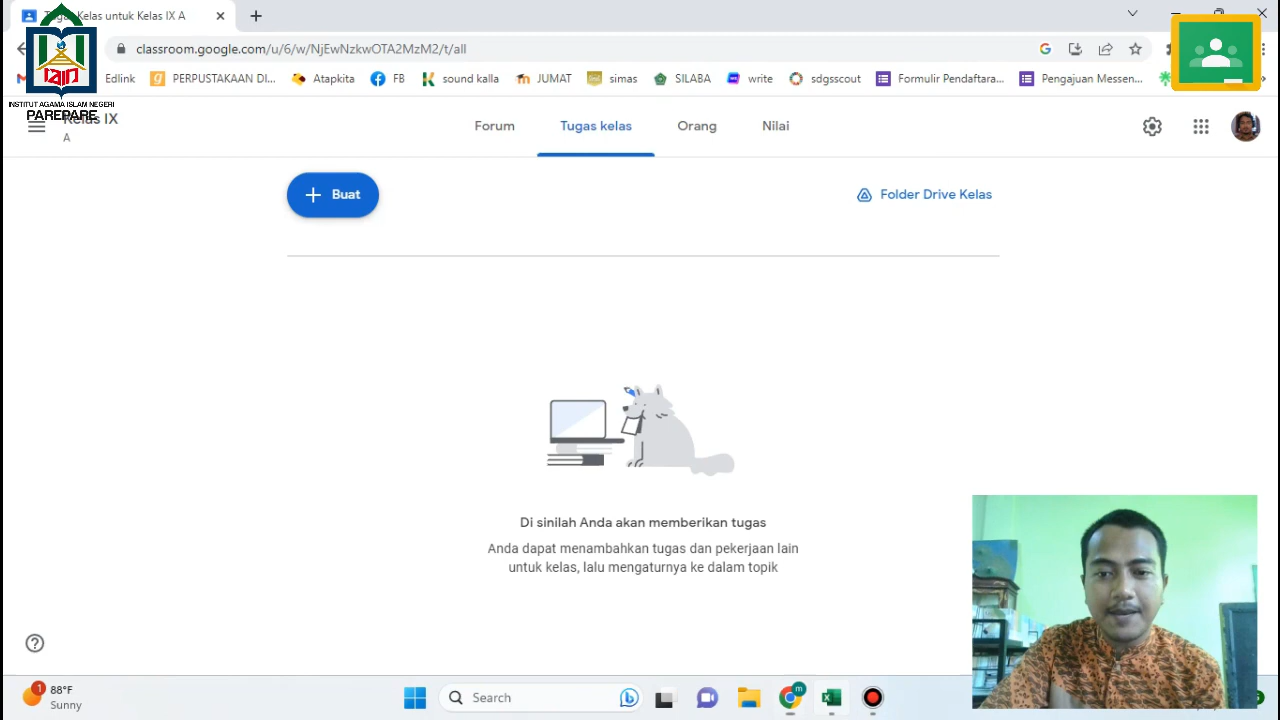 Tugas Kelas untuk Kelas IX A
classroom.google.com/u/6/w/NjEwNzkwOTA2MzM2/t/all
Edlink
PERPUSTAKAAN DI...
Atapkita
FB
sound kalla
JUMAT
simas
SILABA
write
sdgsscout
Formulir Pendaftara...
Pengajuan Messen...
iain
INSTITUT AGAMA ISLAM NEGERI
PAREPARE
Kelas IX
A
Forum
Tugas kelas
Orang
Nilai
Buat
Folder Drive Kelas
Di sinilah Anda akan memberikan tugas
Anda dapat menambahkan tugas dan pekerjaan lain
untuk kelas, lalu mengaturnya ke dalam topik
1
88°F
Sunny
Search
m